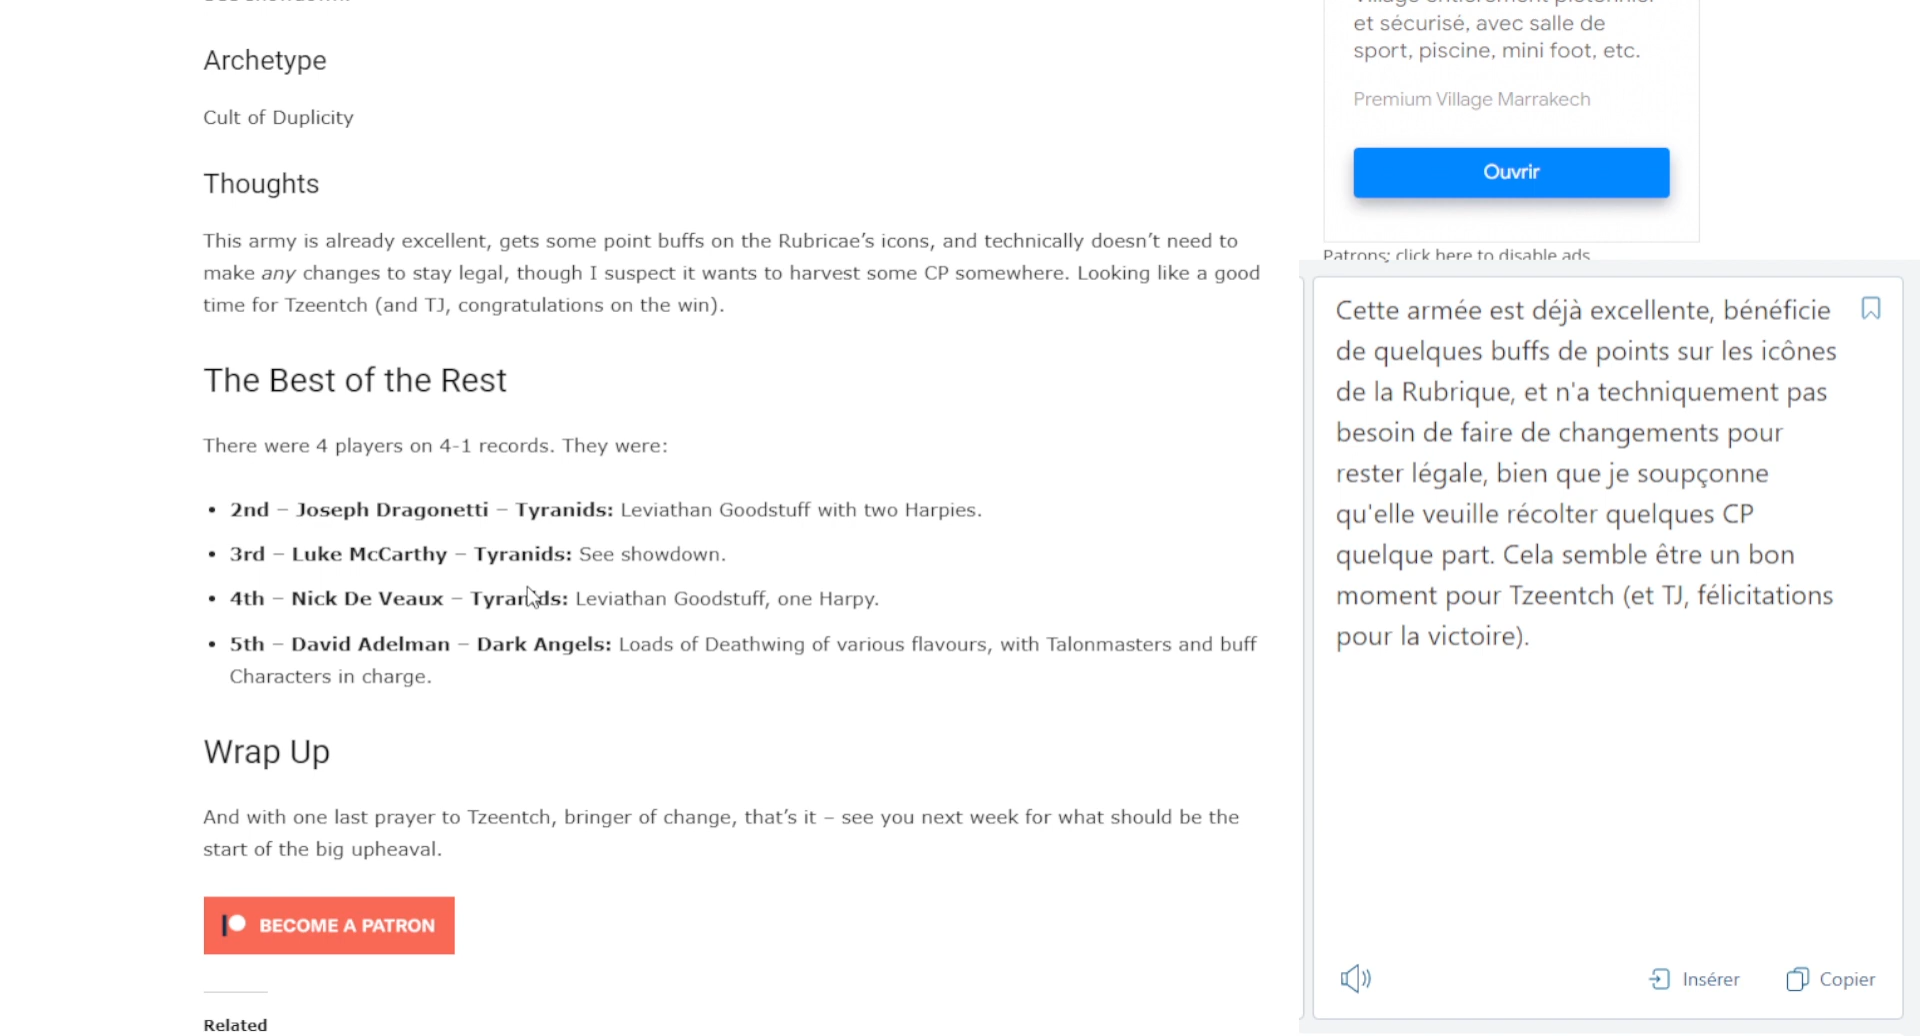 Archetype
Cult of Duplicity
Thoughts
This army is already excellent, gets some point buffs on the Rubricae’s icons, and technically doesn’t need to
make any changes to stay legal, though I suspect it wants to harvest some CP somewhere. Looking like a good
time for Tzeentch (and TJ, congratulations on the win).
The Best of the Rest
There were 4 players on 4-1 records. They were:
• 2nd – Joseph Dragonetti – Tyranids: Leviathan Goodstuff with two Harpies.
• 3rd – Luke McCarthy – Tyranids: See showdown.
• 4th – Nick De Veaux – Tyranids: Leviathan Goodstuff, one Harpy.
• 5th – David Adelman – Dark Angels: Loads of Deathwing of various flavours, with Talonmasters and buff
Characters in charge.
Wrap Up
And with one last prayer to Tzeentch, bringer of change, that’s it – see you next week for what should be the
start of the big upheaval.
BECOME A PATRON
Related
et sécurisé, avec salle de
sport, piscine, mini foot, etc.
Premium Village Marrakech
Ouvrir
Patrons: click here to disable ads
Cette armée est déjà excellente, bénéficie
de quelques buffs de points sur les icônes
de la Rubrique, et n'a techniquement pas
besoin de faire de changements pour
rester légale, bien que je soupçonne
qu'elle veuille récolter quelques CP
quelque part. Cela semble être un bon
moment pour Tzeentch (et TJ, félicitations
pour la victoire).
Insérer
Copier